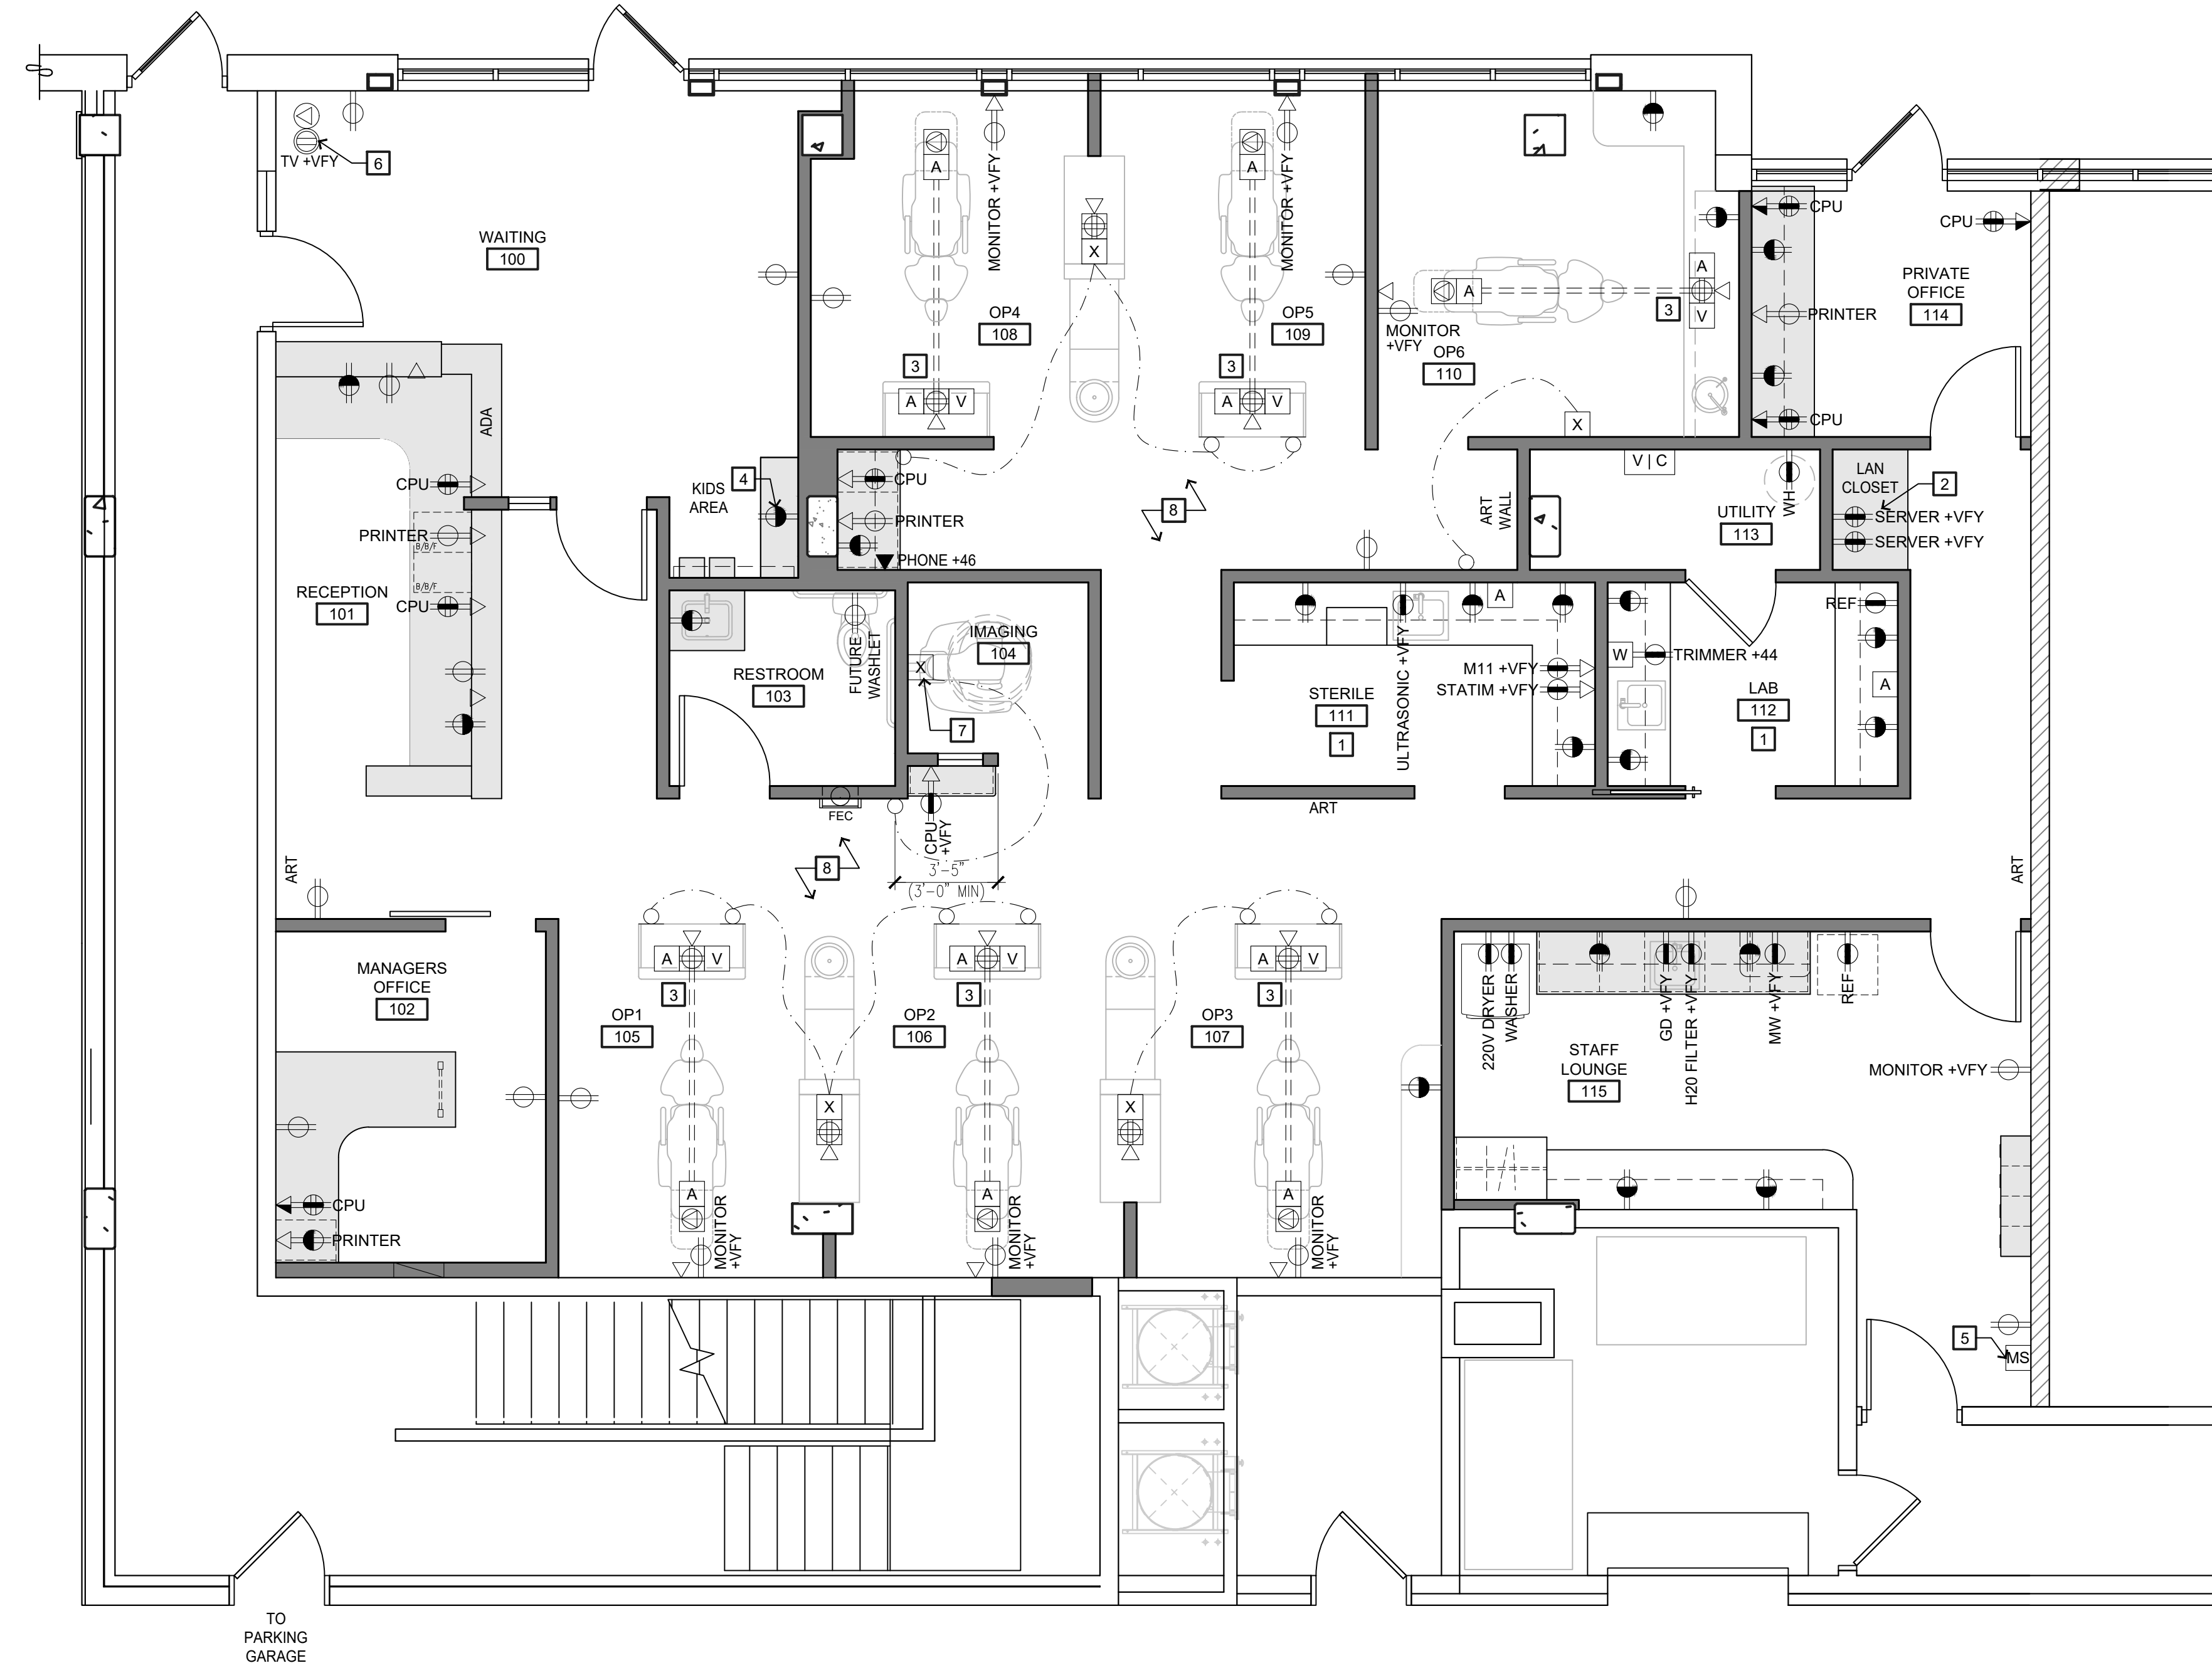 TV +VFY
6
WAITING
100
A
MONITOR +VFY
X
OP4
108
3
A
V
A
MONITOR +VFY
OP5
109
3
A
V
A
MONITOR
+VFY
OP6
110
3
A
V
X
CPU
PRINTER
CPU
CPU
PRIVATE
OFFICE
114
ADA
CPU
PRINTER
B/B/F
B/B/F
CPU
RECEPTION
101
KIDS
AREA
4
CPU
PRINTER
PHONE +46
8
ART
WALL
V | C
WH
UTILITY
113
LAN
CLOSET
2
SERVER +VFY
SERVER +VFY
RESTROOM
103
FUTURE
WASHLET
IMAGING
104
X
7
FEC
CPU
+VFY
3'-5"
(3'-0" MIN)
8
A
ULTRASONIC +VFY
M11 +VFY
STATIM +VFY
STERILE
111
1
ART
W
TRIMMER +44
REF
A
LAB
112
1
ART
ART
MANAGERS
OFFICE
102
CPU
PRINTER
A
V
3
OP1
105
A
MONITOR
+VFY
X
A
V
3
OP2
106
A
MONITOR
+VFY
X
A
V
3
OP3
107
A
MONITOR
+VFY
220V DRYER
WASHER
GD +VFY
H20 FILTER +VFY
MW +VFY
REF
STAFF
LOUNGE
115
MONITOR +VFY
5
MS
TO
PARKING
GARAGE